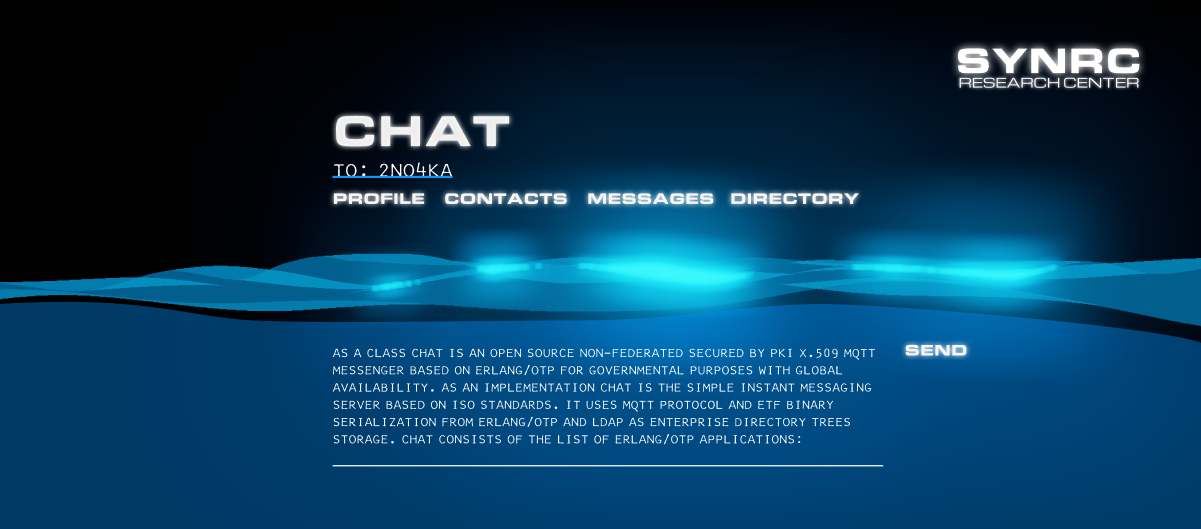 SYNRC
RESEARCH CENTER
CHAT
TO: 2NO4KA
PROFILE CONTACTS MESSAGES DIRECTORY
AS A CLASS CHAT IS AN OPEN SOURCE NON-FEDERATED SECURED BY PKI X.509 MQTT
SEND
MESSENGER BASED ON ERLANG/OTP FOR GOVERNMENTAL PURPOSES WITH GLOBAL
AVAILABILITY. AS AN IMPLEMENTATION CHAT IS THE SIMPLE INSTANT MESSAGING
SERVER BASED ON ISO STANDARDS. IT USES MQTT PROTOCOL AND ETF BINARY
SERIALIZATION FROM ERLANG/OTP AND LDAP AS ENTERPRISE DIRECTORY TREES
STORAGE. CHAT CONSISTS OF THE LIST OF ERLANG/OTP APPLICATIONS: